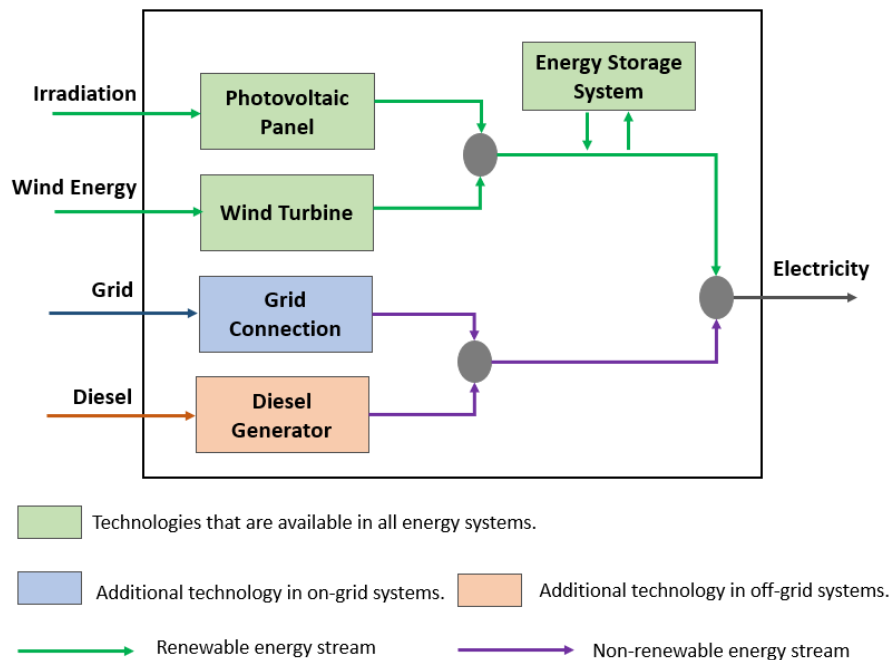 Irradiation
Photovoltaic
Panel
Energy Storage
System
Wind Energy
Wind Turbine
Grid
Grid
Connection
Electricity
Diesel
Diesel
Generator
Technologies that are available in all energy systems.
Additional technology in on-grid systems.
Additional technology in off-grid systems.
Renewable energy stream
Non-renewable energy stream